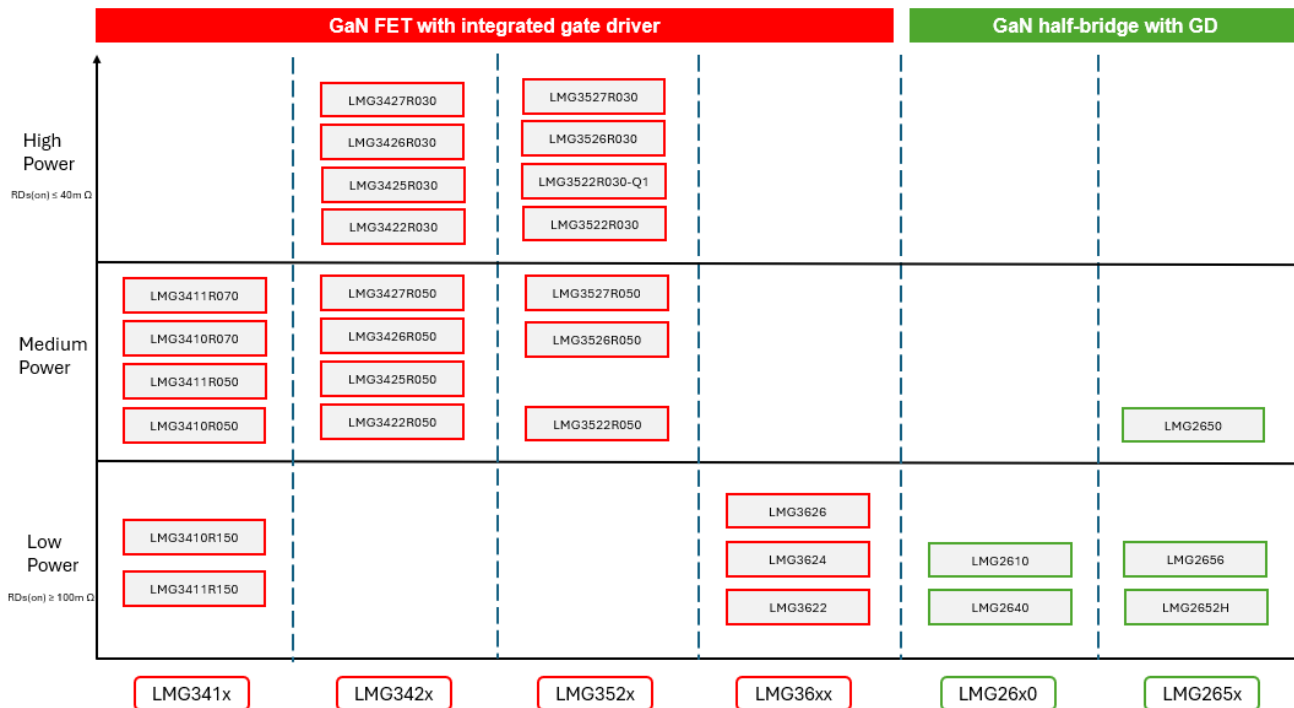 GaN FET with integrated gate driver
GaN half-bridge with GD
High
Power
RDs(on) ≤ 40m Ω
LMG3427R030
LMG3426R030
LMG3425R030
LMG3422R030
LMG3527R030
LMG3526R030
LMG3522R030-Q1
LMG3522R030
Medium
Power
LMG3411R070
LMG3410R070
LMG3411R050
LMG3410R050
LMG3427R050
LMG3426R050
LMG3425R050
LMG3422R050
LMG3527R050
LMG3526R050
LMG3522R050
LMG2650
Low
Power
RDs(on) ≥ 100m Ω
LMG3410R150
LMG3411R150
LMG3626
LMG3624
LMG3622
LMG2610
LMG2640
LMG2656
LMG2652H
LMG341x
LMG342x
LMG352x
LMG36xx
LMG26x0
LMG265x